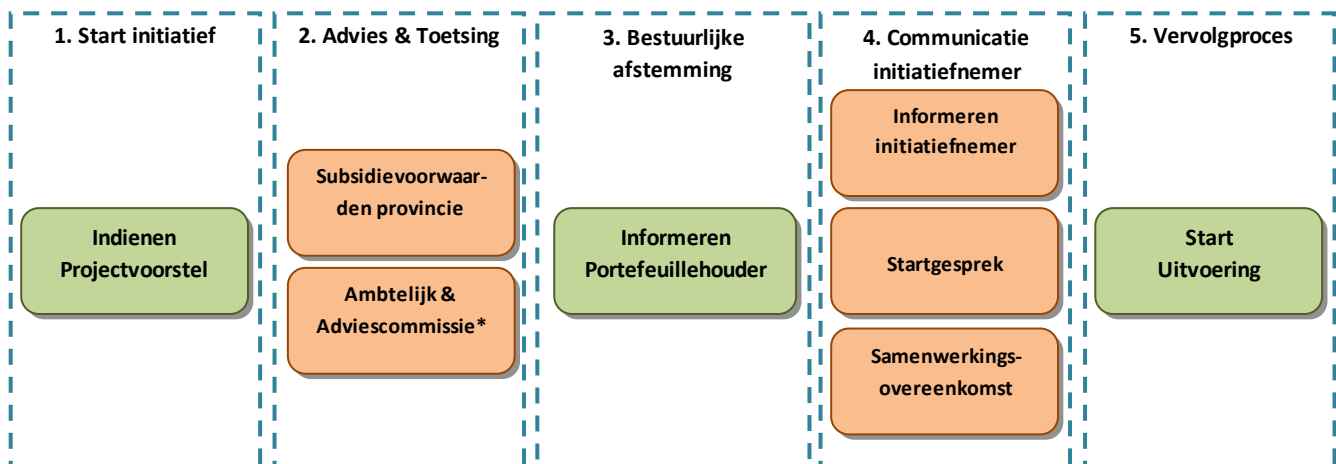 1. Start initiatief
Indienen
Projectvoorstel
2. Advies & Toetsing
Subsidievoorwaar-
den provincie
Ambtelijk &
Adviescommissie*
3. Bestuurlijke
afstemming
Informeren
Portefeuillehouder
4. Communicatie
initiatiefnemer
Informeren
initiatiefnemer
Startgesprek
Samenwerkings-
overeenkomst
5. Vervolgproces
Start
Uitvoering